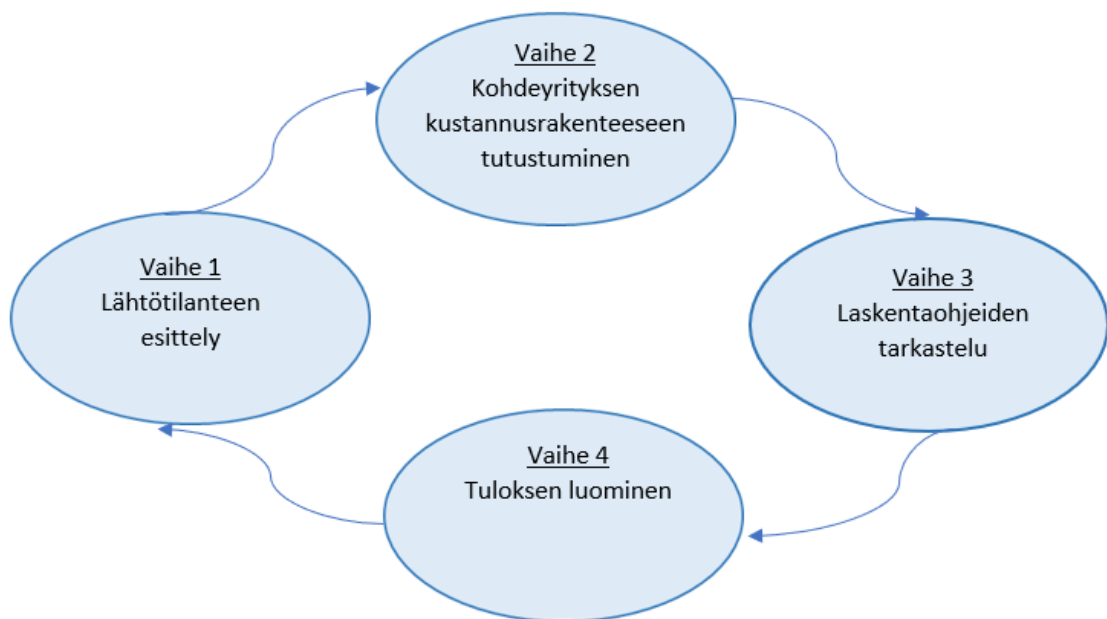 Vaihe 1
Lähtötilanteen
esittely
Vaihe 2
Kohdeyrityksen
kustannusrakenteeseen
tutustuminen
Vaihe 3
Laskentaohjeiden
tarkastelu
Vaihe 4
Tuloksen luominen